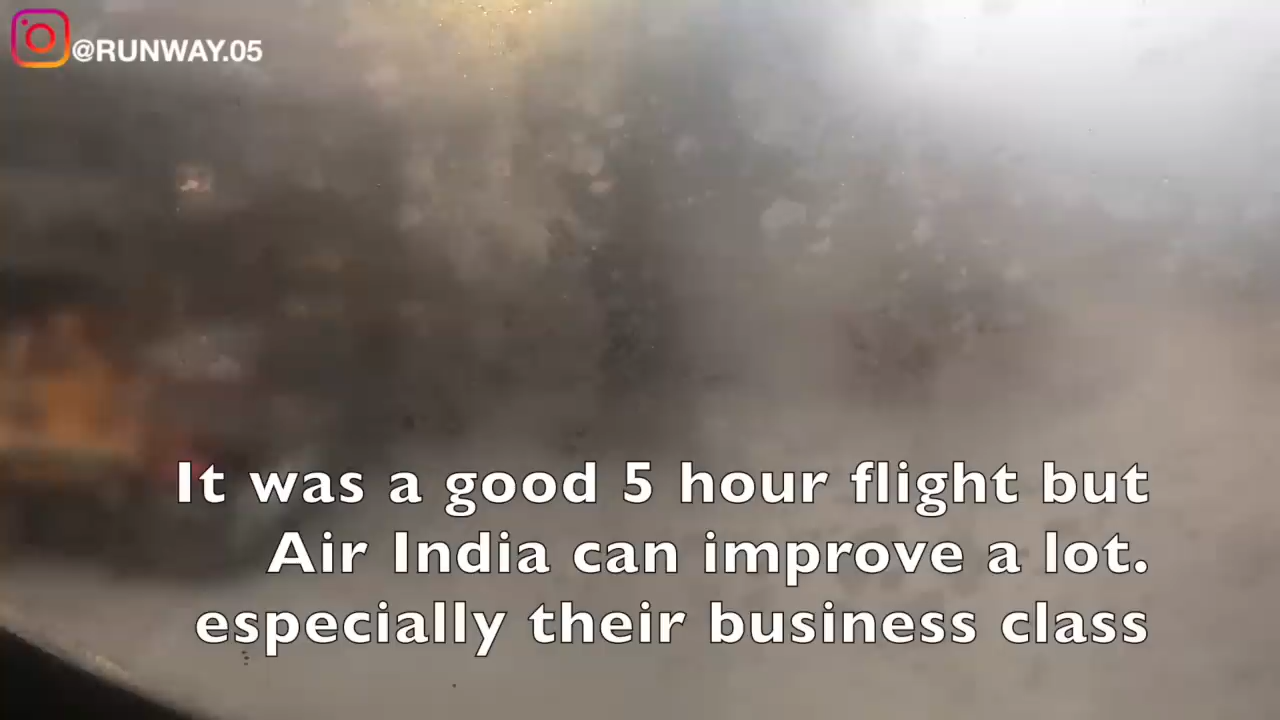 @RUNWAY.05
It was a good 5 hour flight but
Air India can improve a lot.
especially their business class